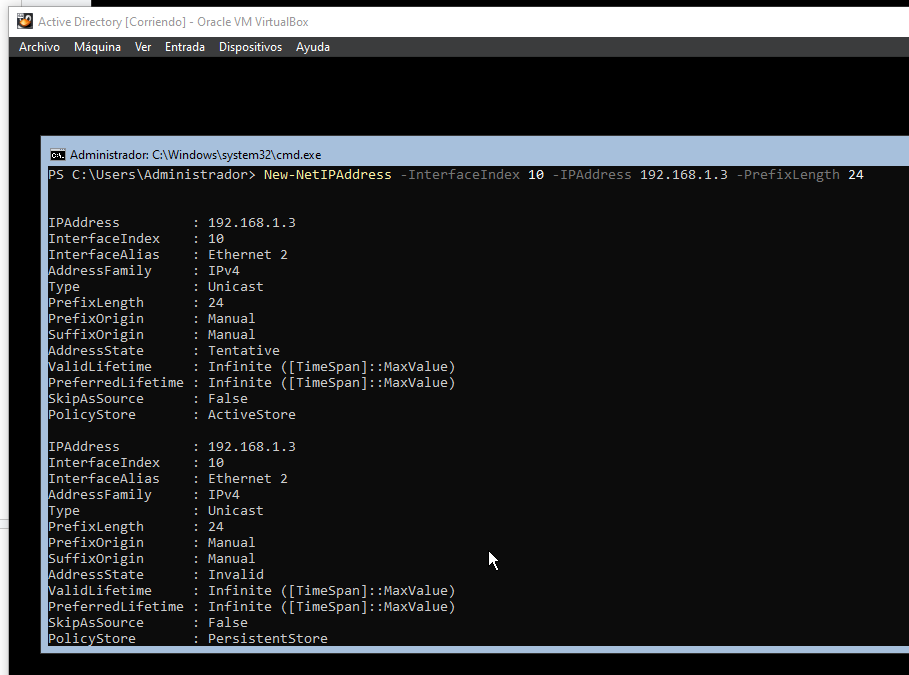 Active Directory [Corriendo] - Oracle VM VirtualBox
Archivo Máquina Ver Entrada Dispositivos Ayuda
Administrador: C:\Windows\system32\cmd.exe
PS C:\Users\Administrador> New-NetIPAddress -InterfaceIndex 10 -IPAddress 192.168.1.3 -PrefixLength 24
IPAddress         : 192.168.1.3
InterfaceIndex    : 10
InterfaceAlias    : Ethernet 2
AddressFamily     : IPv4
Type              : Unicast
PrefixLength      : 24
PrefixOrigin      : Manual
SuffixOrigin      : Manual
AddressState      : Tentative
ValidLifetime     : Infinite ([TimeSpan]::MaxValue)
PreferredLifetime : Infinite ([TimeSpan]::MaxValue)
SkipAsSource      : False
PolicyStore       : ActiveStore
IPAddress         : 192.168.1.3
InterfaceIndex    : 10
InterfaceAlias    : Ethernet 2
AddressFamily     : IPv4
Type              : Unicast
PrefixLength      : 24
PrefixOrigin      : Manual
SuffixOrigin      : Manual
AddressState      : Invalid
ValidLifetime     : Infinite ([TimeSpan]::MaxValue)
PreferredLifetime : Infinite ([TimeSpan]::MaxValue)
SkipAsSource      : False
PolicyStore       : PersistentStore